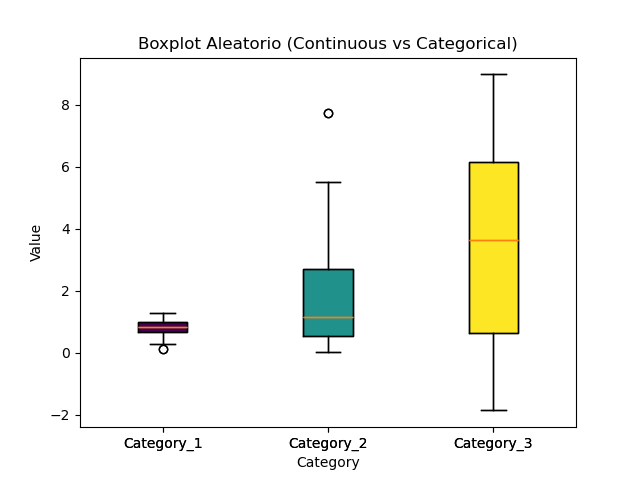 Boxplot Aleatorio (Continuous vs Categorical)
8
6
4
2
0
−2
Value
Category_1 Category_2 Category_3
Category